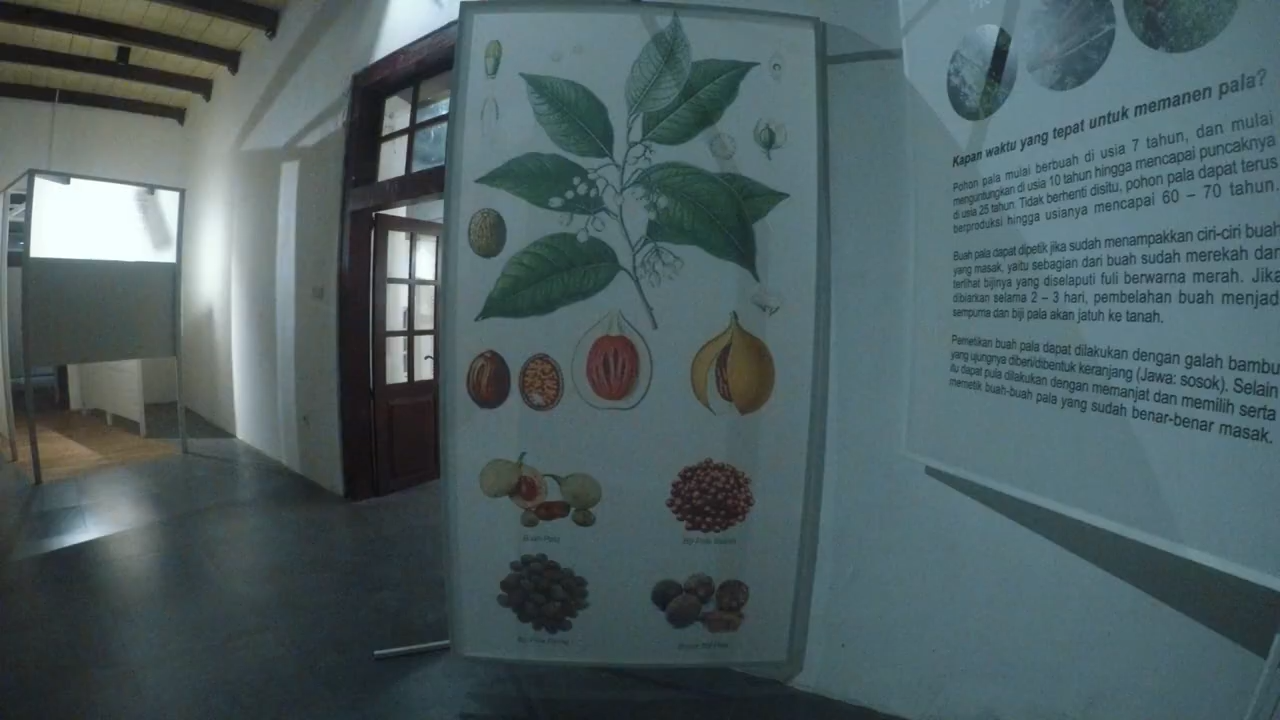 Kapan waktu yang tepat untuk memanen pala?
Pohon pala mulai berbuah di usia 7 tahun, dan mulai
menguntungkan di usia 10 tahun hingga mencapai puncaknya
di usia 25 tahun. Tidak berhenti disitu, pohon pala dapat terus
berproduksi hingga usianya mencapai 60 – 70 tahun.
Buah pala dapat dipetik jika sudah menampakkan ciri-ciri buah
yang masak, yaitu sebagian dari buah sudah merekah dan
terlihat bijinya yang diselaputi fuli berwarna merah. Jika
dibiarkan selama 2 – 3 hari, pembelahan buah menjad
sempurna dan biji pala akan jatuh ke tanah.
Pemetikan buah pala dapat dilakukan dengan galah bambu
yang ujungnya diberi/dibentuk keranjang (Jawa: sosok). Selain
itu dapat pula dilakukan dengan memanjat dan memilih serta
memetik buah-buah pala yang sudah benar-benar masak.
Buah Pala
Biji Pala